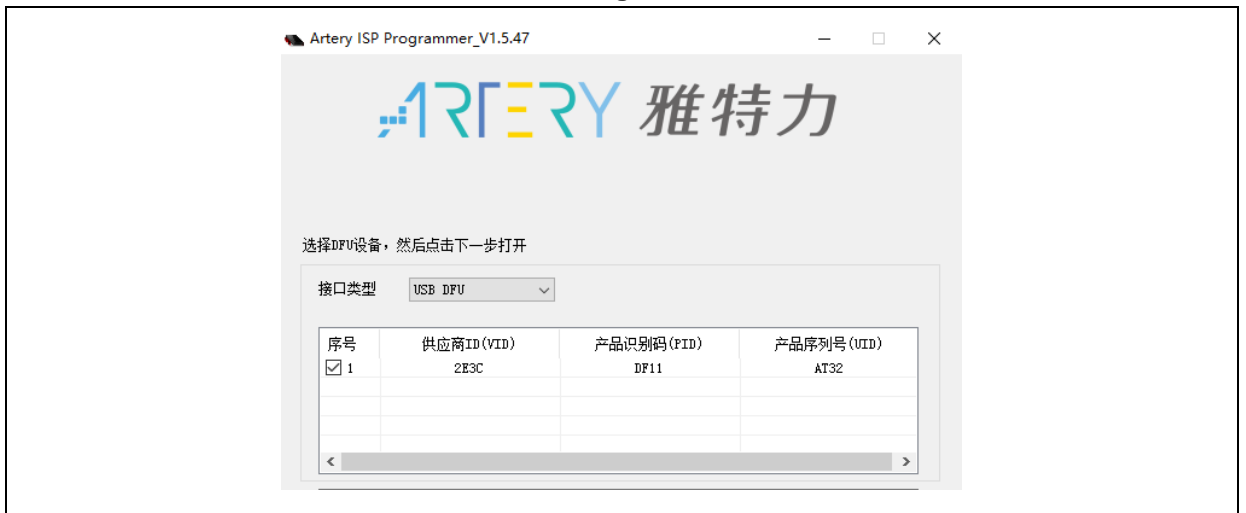 Artery ISP Programmer_V1.5.47
ARTERY 雅特力
选择DFU设备，然后点击下一步打开
接口类型 USB DFU
序号 供应商ID(VID) 产品识别码(PID) 产品序列号(UID)
1 2E3C DF11 AT32